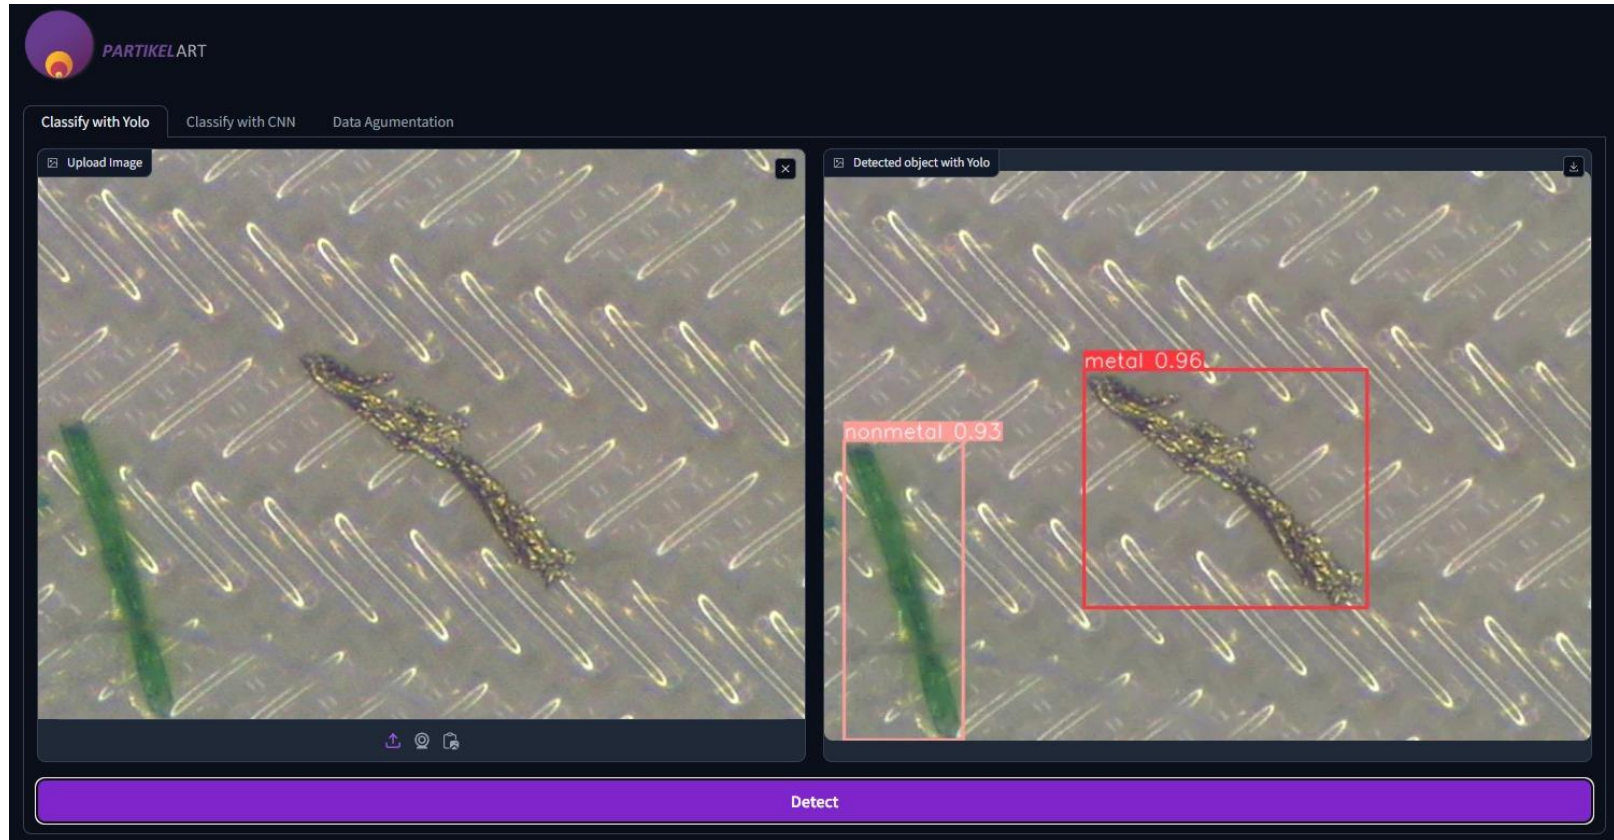 PARTIKELART
Classify with Yolo
Classify with CNN
Data Agumentation
Upload Image
Detected object with Yolo
metal 0.96
nonmetal 0.93
Detect